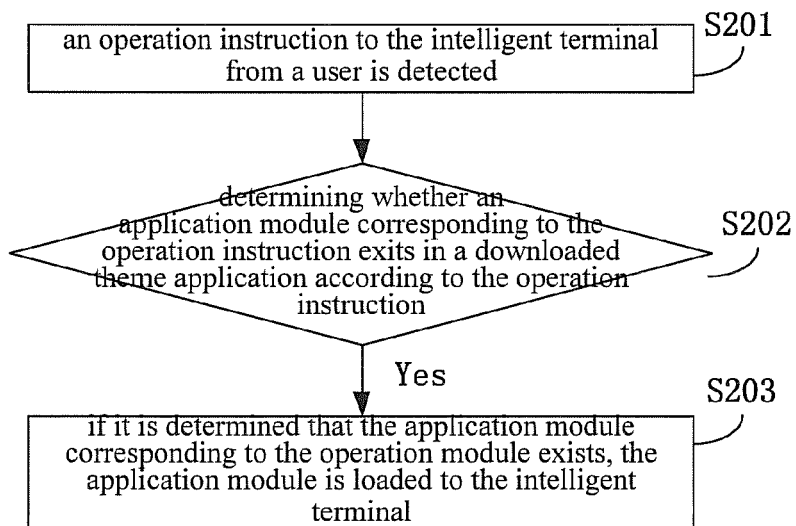 an operation instruction to the intelligent terminal
from a user is detected
S201
determining whether an
application module corresponding to the
operation instruction exits in a downloaded
theme application according to the operation
instruction
S202
Yes
if it is determined that the application module
corresponding to the operation module exists, the
application module is loaded to the intelligent
terminal
S203